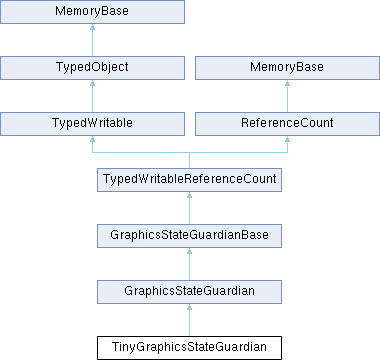 MemoryBase
TypedObject
MemoryBase
TypedWritable
ReferenceCount
TypedWritableReferenceCount
GraphicsStateGuardianBase
GraphicsStateGuardian
TinyGraphicsStateGuardian